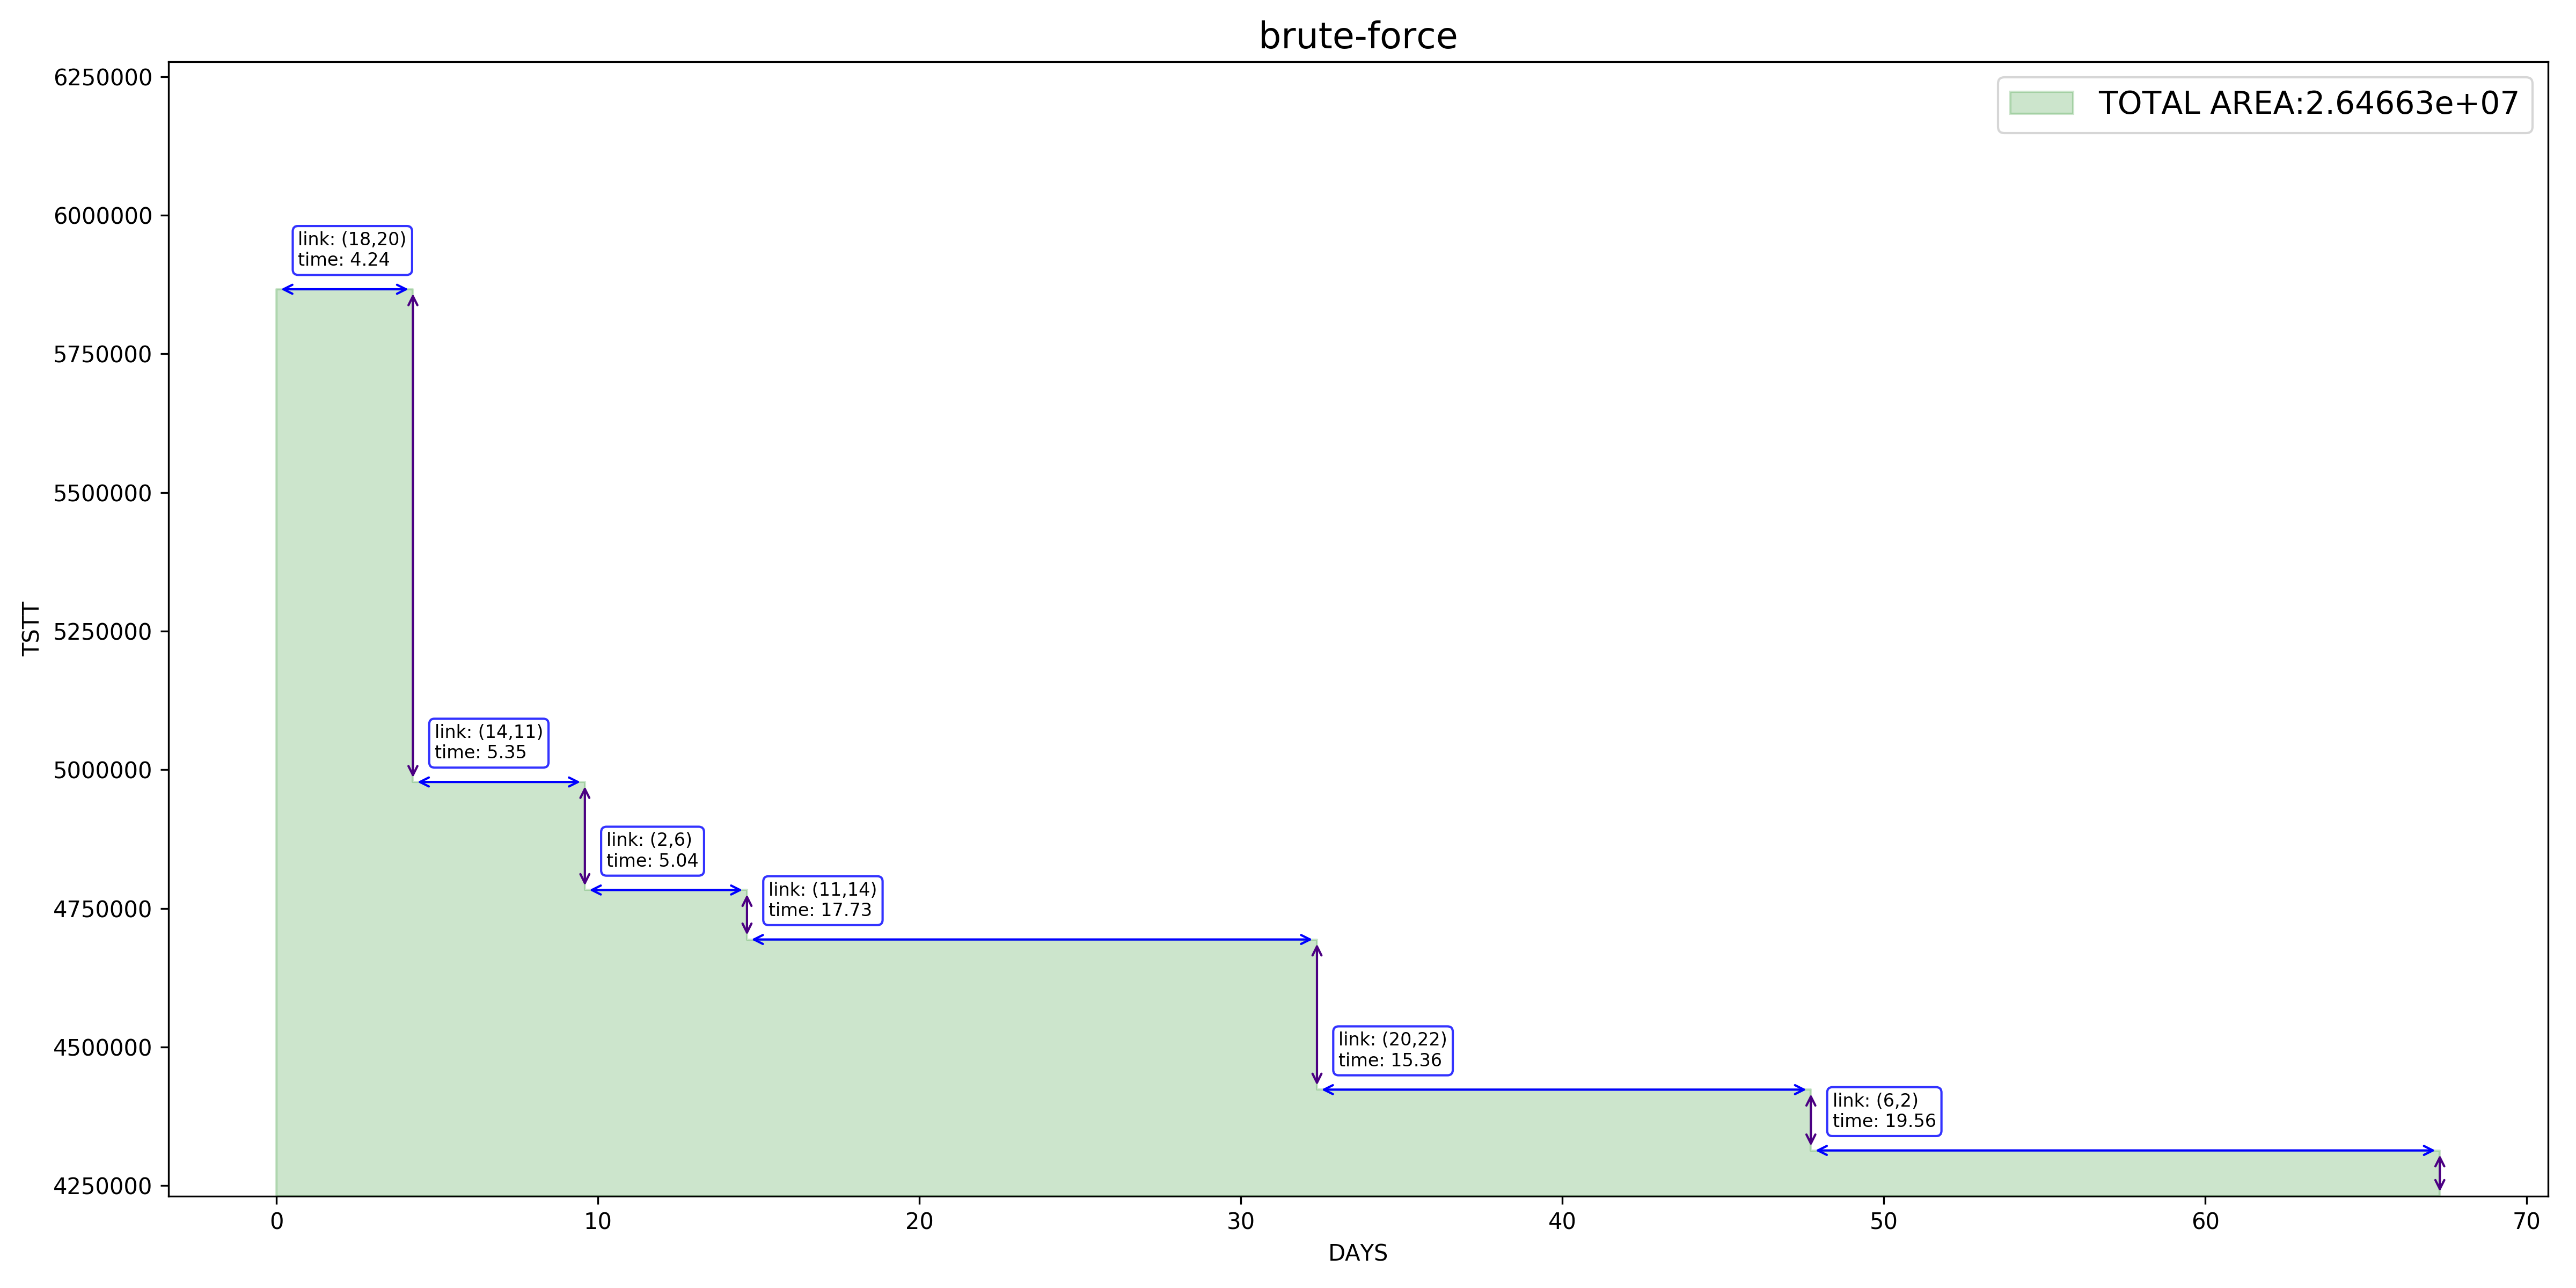 brute-force
TOTAL AREA:2.64663e+07
TSTT
6250000
6000000
5750000
5500000
5250000
5000000
4750000
4500000
4250000
link: (18,20)
time: 4.24
link: (14,11)
time: 5.35
link: (2,6)
time: 5.04
link: (11,14)
time: 17.73
link: (20,22)
time: 15.36
link: (6,2)
time: 19.56
0 10 20 30 40 50 60 70
DAYS